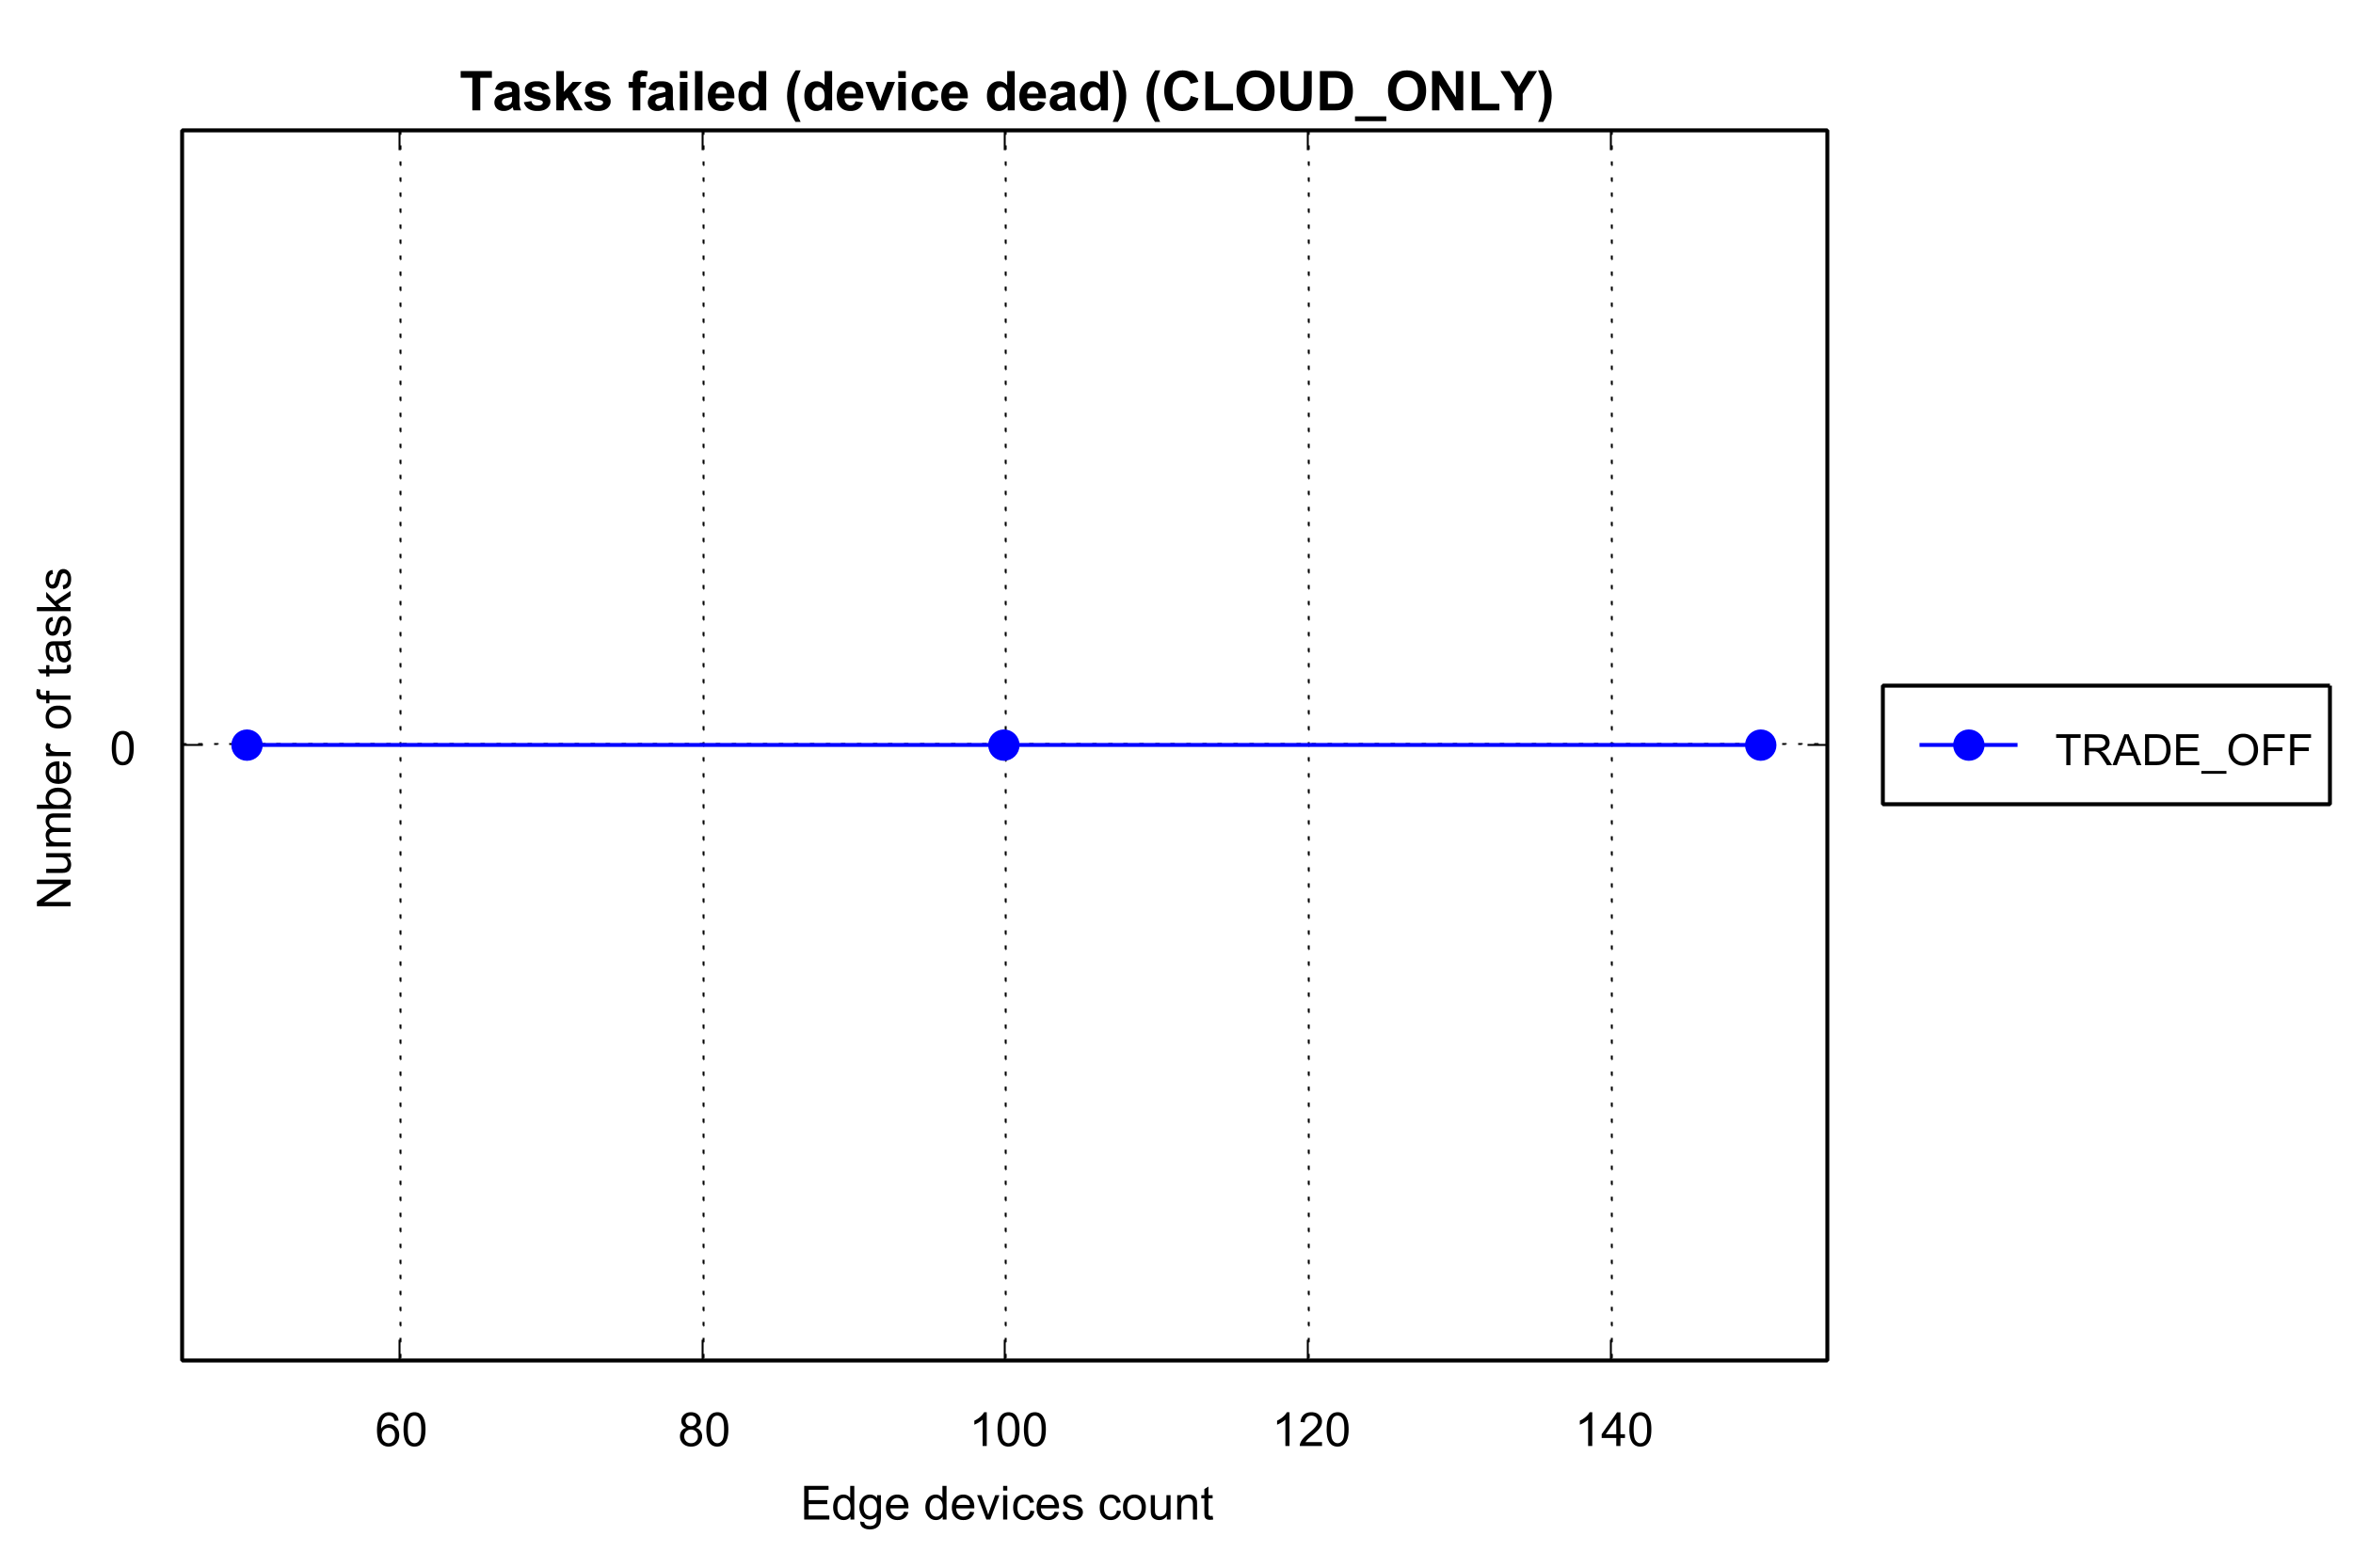 Tasks failed (device dead) (CLOUD_ONLY)
Number of tasks
0
TRADE_OFF
60 80 100 120 140
Edge devices count